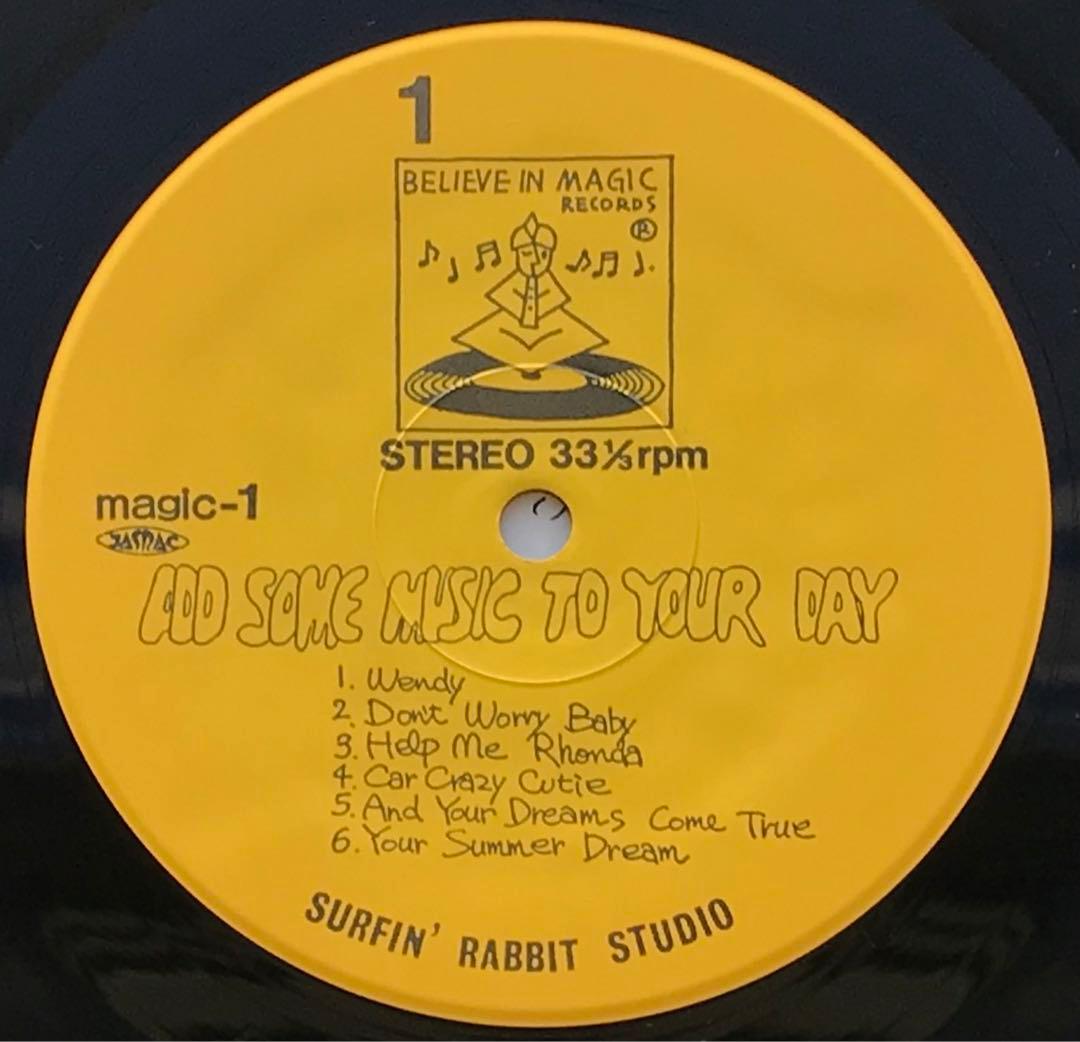 1
BELIEVE IN MAGIC
RECORDS
®
STEREO 33⅓rpm
magic-1
JASRAC
ADD SOME MUSIC TO YOUR DAY
1. Wendy
2. Don't Worry Baby
3. Help Me Rhonda
4. Car Crazy Cutie
5. And Your Dreams Come True
6. Your Summer Dream
SURFIN' RABBIT STUDIO